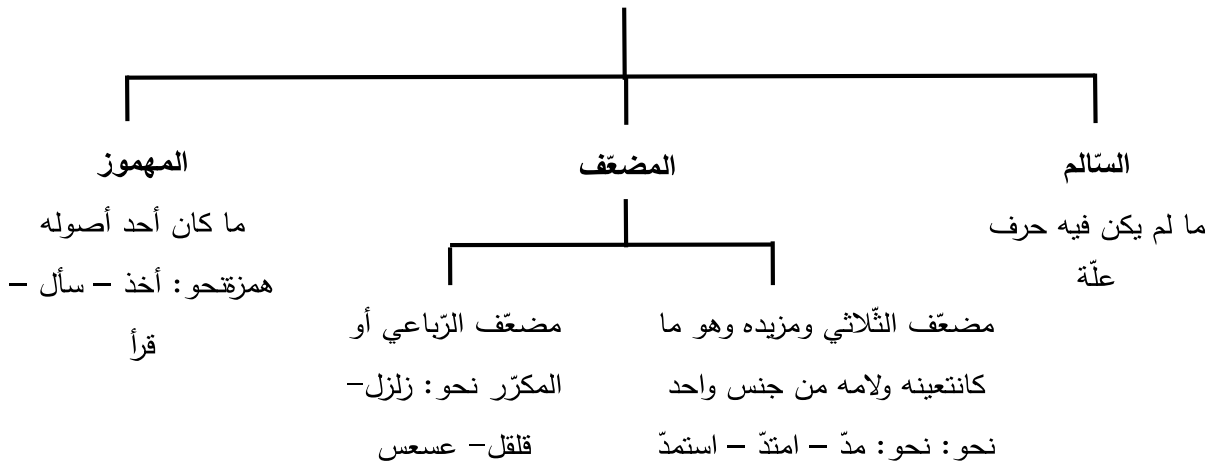 السّالم
ما لم يكن فيه حرف
علّة
المضعّف
مضعّف الثّلاثي ومزيده وهو ما
كانتعينه ولامه من جنس واحد
نحو: نحو: مدّ – امتدّ – استمدّ
مضعّف الرّباعي أو
المكرّر نحو: زلزل–
قلقل– عسعس
المهموز
ما كان أحد أصوله
همزةنحو: أخذ – سأل –
قرأ